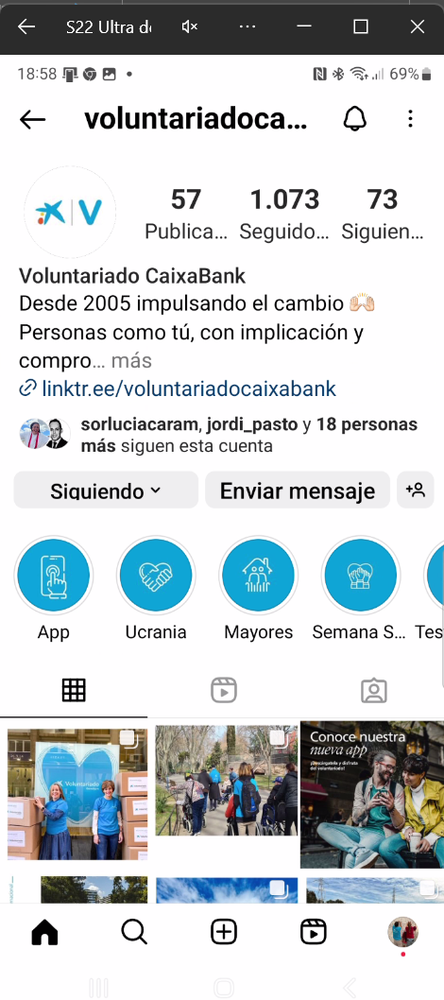 S22 Ultra de
18:58
69%
voluntariadoca...
57
1.073
73
Publica...
Seguido...
Siguien...
Voluntariado CaixaBank
Desde 2005 impulsando el cambio 🙌🏻
Personas como tú, con implicación y
compro... más
linktr.ee/voluntariadocaixabank
sorluciacaram, jordi_pasto y 18 personas
más siguen esta cuenta
Siguiendo
Enviar mensaje
App
Ucrania
Mayores
Semana S...
Tes
Voluntariado
Conoce nuestra
nueva app
¡Descárgatela y disfruta
del voluntariado!